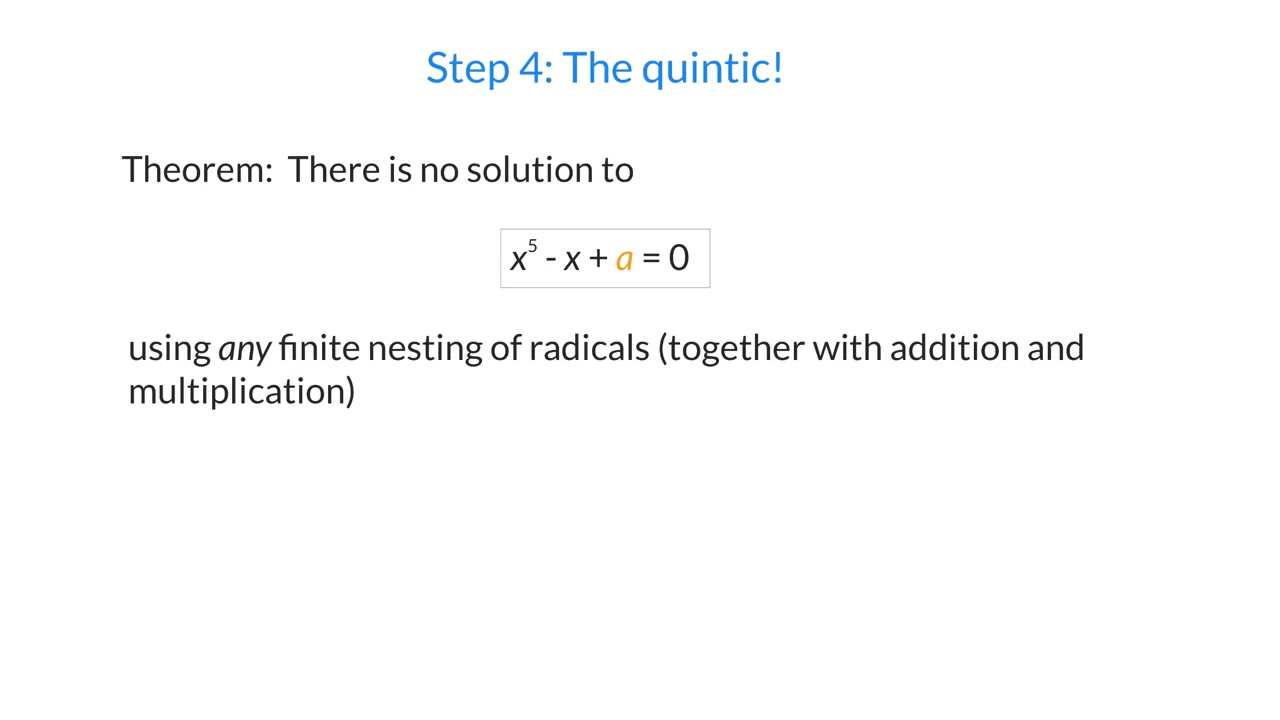 Step 4: The quintic!
Theorem: There is no solution to
x⁵ - x + a = 0
using any finite nesting of radicals (together with addition and
multiplication)